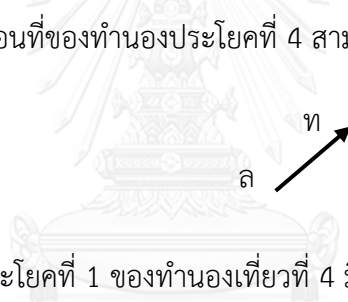 อนที่ของทำนองประโยคที่ 4 สาม
ท
ล
ะโยคที่ 1 ของทำนองเที่ยวที่ 4 มี